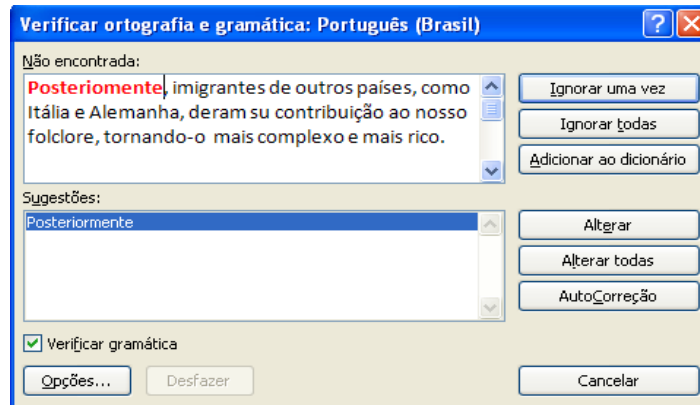 Verificar ortografia e gramática: Português (Brasil)
Não encontrada:
Posteriomente, imigrantes de outros países, como
Itália e Alemanha, deram su contribuição ao nosso
folclore, tornando-o mais complexo e mais rico.
Ignorar uma vez
Ignorar todas
Adicionar ao dicionário
Sugestões:
Posteriormente
Alterar
Alterar todas
AutoCorreção
Verificar gramática
Opções...
Desfazer
Cancelar